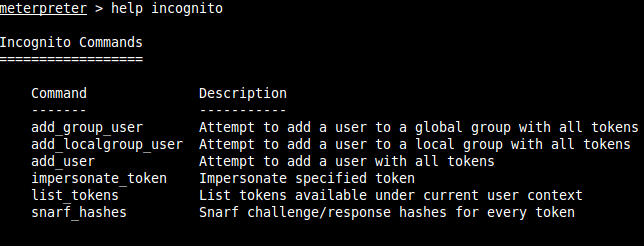 meterpreter > help incognito
Incognito Commands
==================
Command Description
------- -----------
add_group_user Attempt to add a user to a global group with all tokens
add_localgroup_user Attempt to add a user to a local group with all tokens
add_user Attempt to add a user with all tokens
impersonate_token Impersonate specified token
list_tokens List tokens available under current user context
snarf_hashes Snarf challenge/response hashes for every token